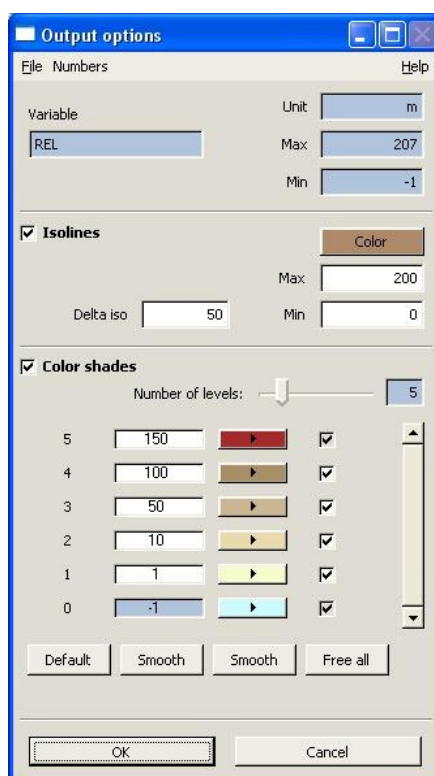 Output options
File Numbers Help
Variable
Unit m
REL
Max 207
Min -1
Isolines
Color
Max 200
Delta iso 50 Min 0
Color shades
Number of levels: 5
5 150
4 100
3 50
2 10
1 1
0 -1
Default Smooth Smooth Free all
OK Cancel